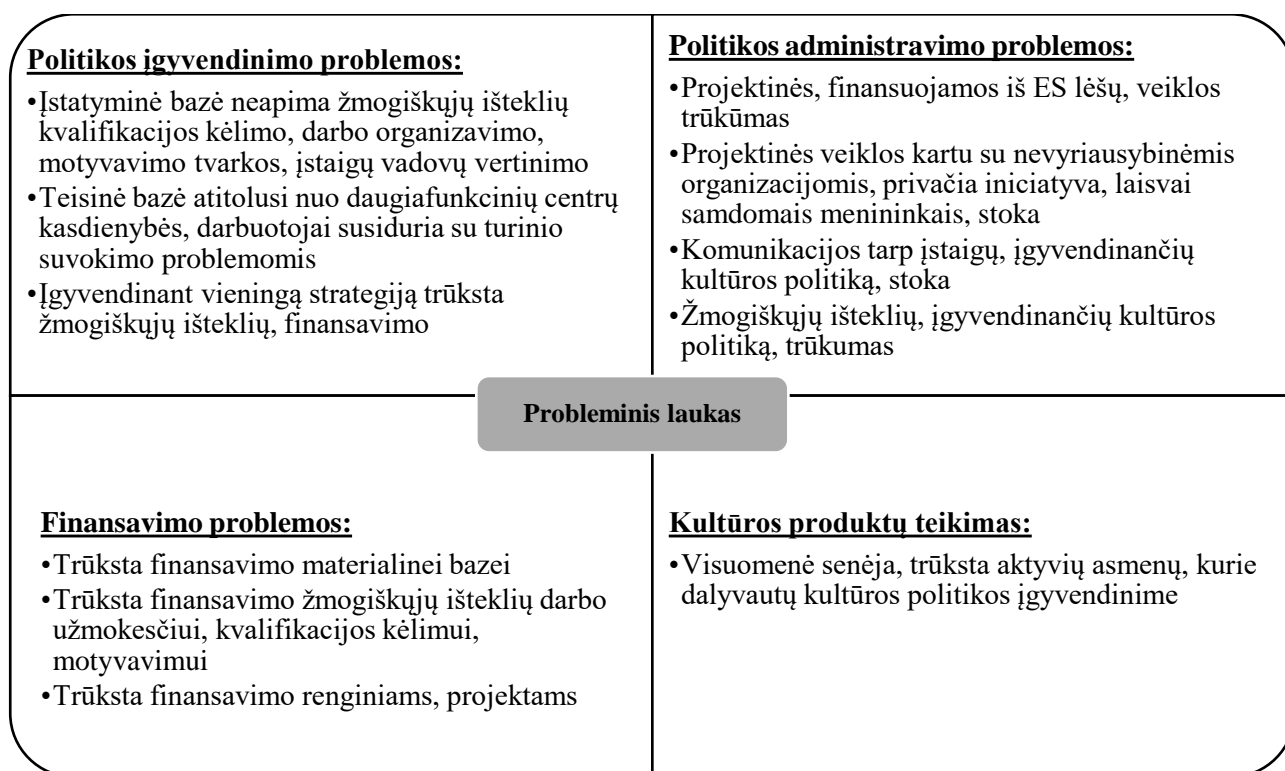 Politikos įgyvendinimo problemos:
•Įstatyminė bazė neapima žmogiškųjų išteklių
kvalifikacijos kėlimo, darbo organizavimo,
motyvavimo tvarkos, įstaigų vadovų vertinimo
•Teisinė bazė atitolusi nuo daugiafunkcinių centrų
kasdienybės, darbuotojai susiduria su turinio
suvokimo problemomis
•Įgyvendinant vieningą strategiją trūksta
žmogiškųjų išteklių, finansavimo
Politikos administravimo problemos:
•Projektinės, finansuojamos iš ES lėšų, veiklos
trūkūmas
•Projektinės veiklos kartu su nevyriausybinėmis
organizacijomis, privačia iniciatyva, laisvai
samdomais menininkais, stoka
•Komunikacijos tarp įstaigų, įgyvendinančių
kultūros politiką, stoka
•Žmogiškųjų išteklių, įgyvendinančių kultūros
politiką, trūkumas
Probleminis laukas
Finansavimo problemos:
•Trūksta finansavimo materialinei bazei
•Trūksta finansavimo žmogiškųjų išteklių darbo
užmokesčiui, kvalifikacijos kėlimui,
motyvavimui
•Trūksta finansavimo renginiams, projektams
Kultūros produktų teikimas:
•Visuomenė senėja, trūksta aktyvių asmenų, kurie
dalyvautų kultūros politikos įgyvendinime